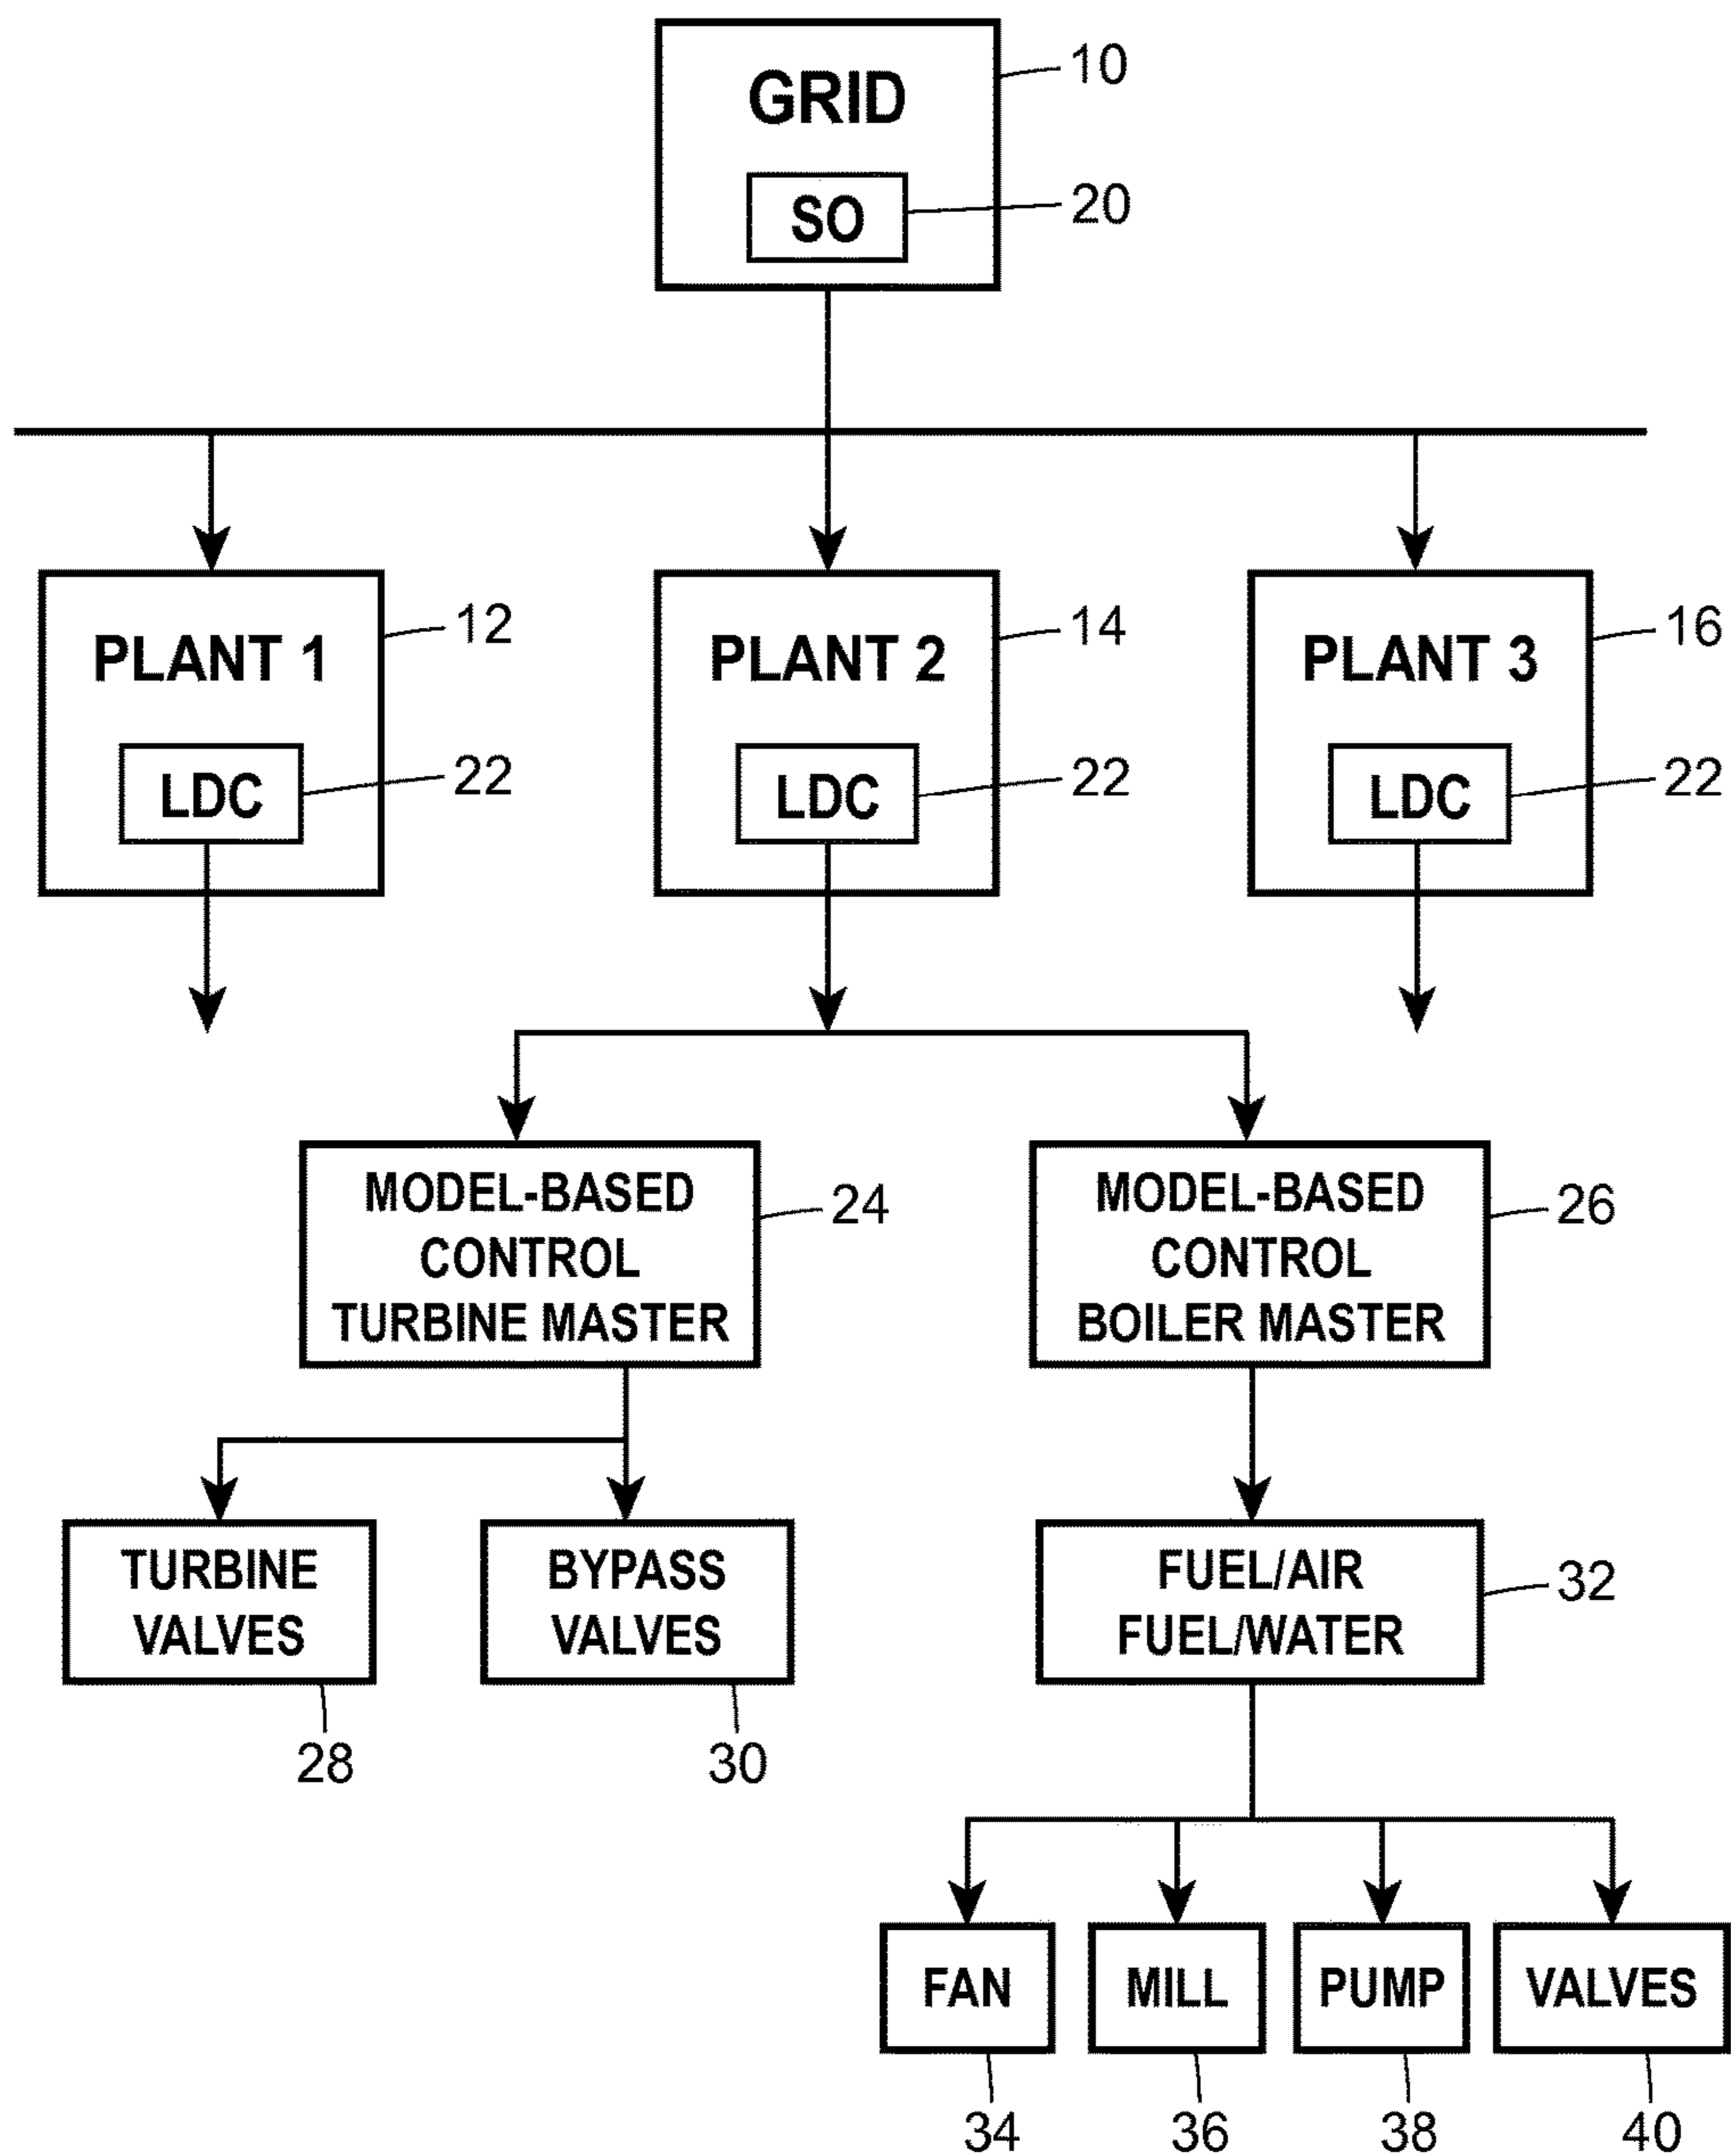 GRID
10
SO
20
PLANT 1
12
PLANT 2
14
PLANT 3
16
LDC
22
LDC
22
LDC
22
MODEL-BASED
CONTROL
TURBINE MASTER
24
MODEL-BASED
CONTROL
BOILER MASTER
26
TURBINE
VALVES
28
BYPASS
VALVES
30
FUEL/AIR
FUEL/WATER
32
FAN
MILL
PUMP
VALVES
34
36
38
40